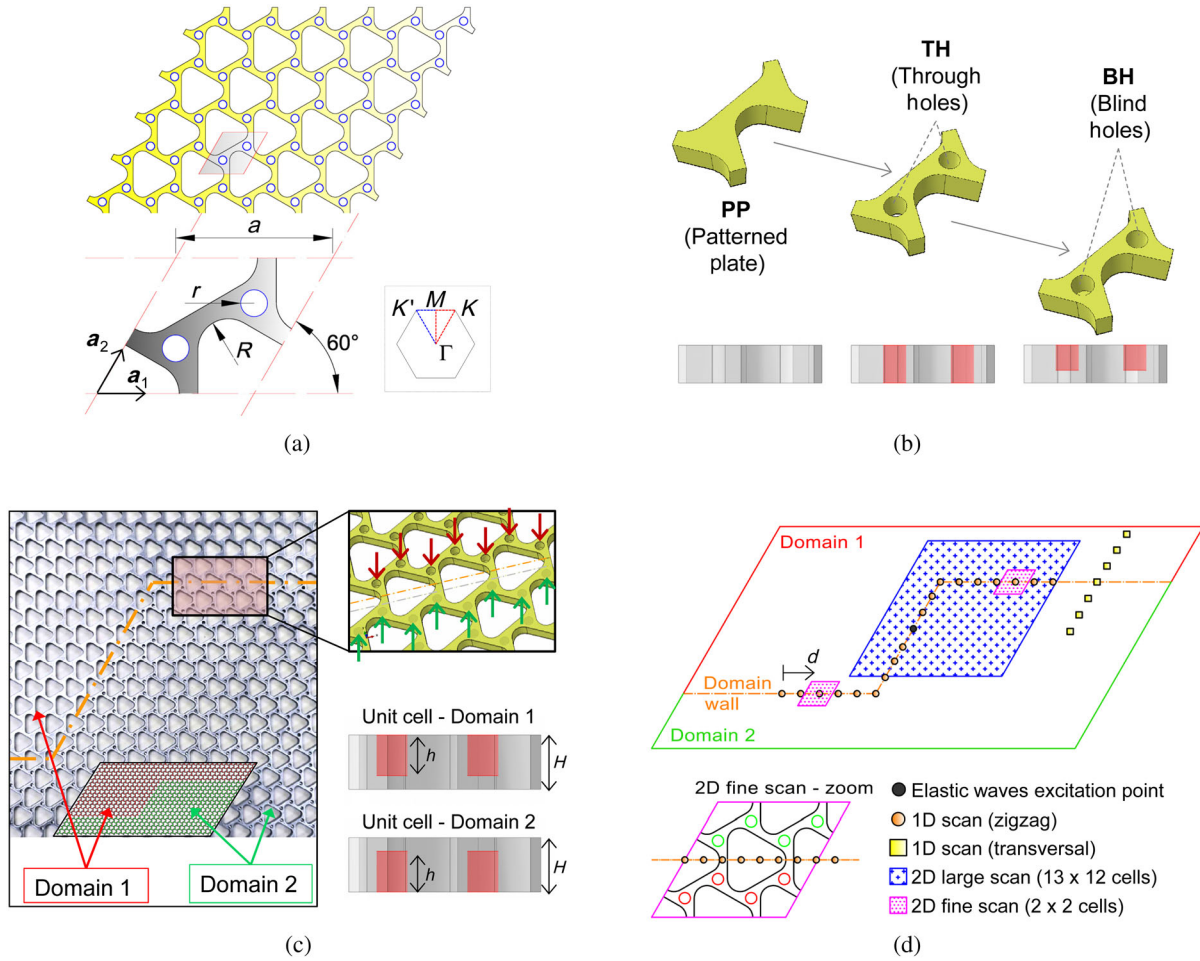 a
r
R
a₂
a₁
60°
K' M K
Γ
(a)
TH
(Through
holes)
BH
(Blind
holes)
PP
(Patterned
plate)
(b)
Unit cell - Domain 1
h
H
Unit cell - Domain 2
h
H
Domain 1
Domain 2
(c)
Domain 1
d
Domain
wall
Domain 2
2D fine scan - zoom
Elastic waves excitation point
1D scan (zigzag)
1D scan (transversal)
2D large scan (13 x 12 cells)
2D fine scan (2 x 2 cells)
(d)